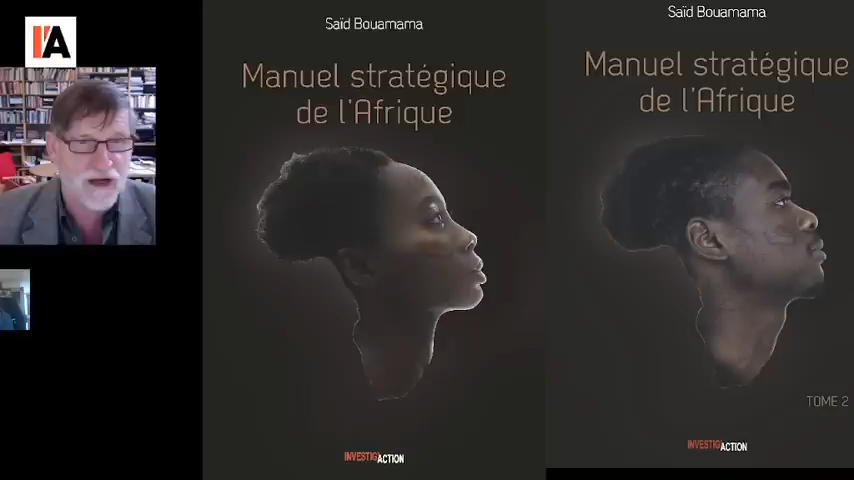 I'A
Saïd Bouamama
Manuel stratégique
de l'Afrique
INVESTIG'ACTION
Saïd Bouamama
Manuel stratégique
de l'Afrique
TOME 2
INVESTIG'ACTION